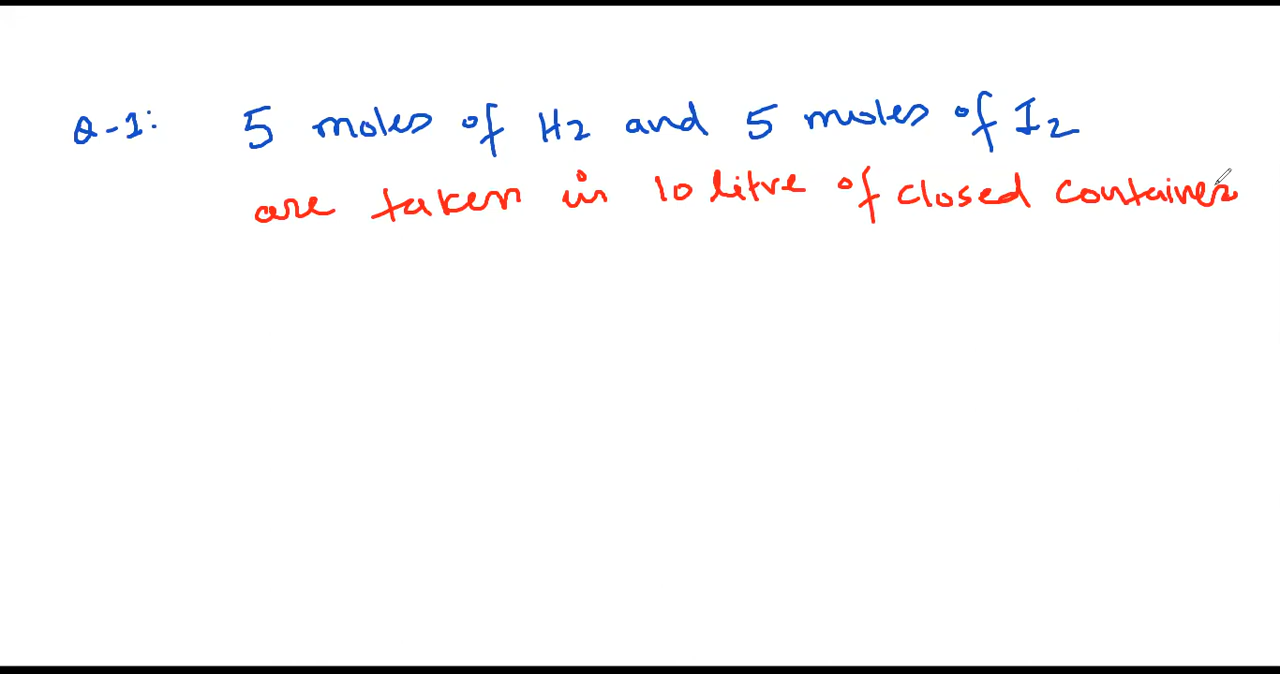 Q-1: 5 moles of H2 and 5 moles of I2
are taken in 10 litre of closed container